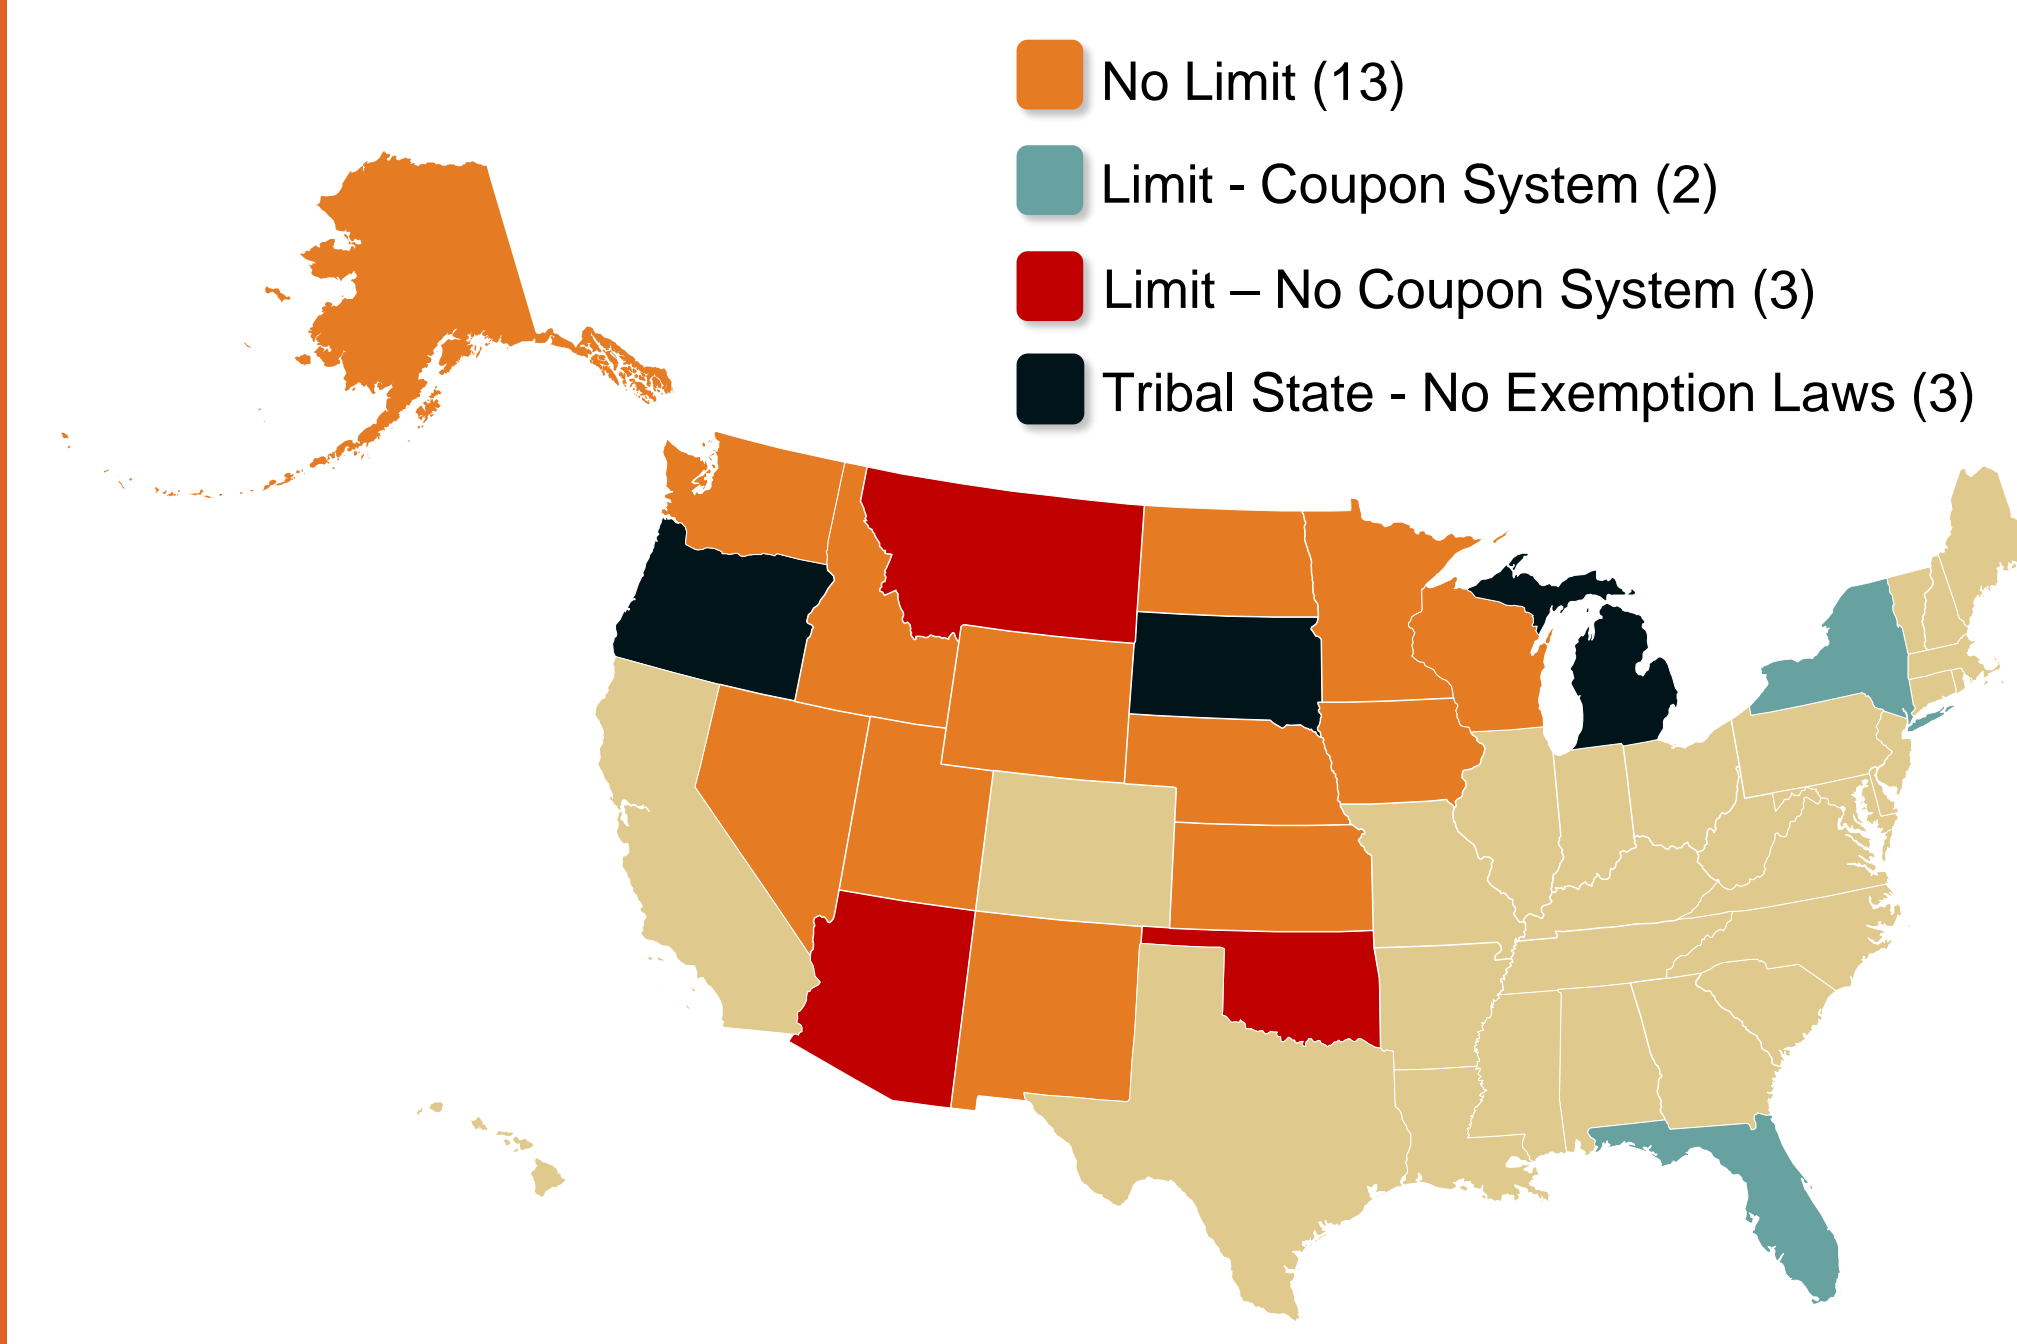 No Limit (13)
Limit - Coupon System (2)
Limit – No Coupon System (3)
Tribal State - No Exemption Laws (3)